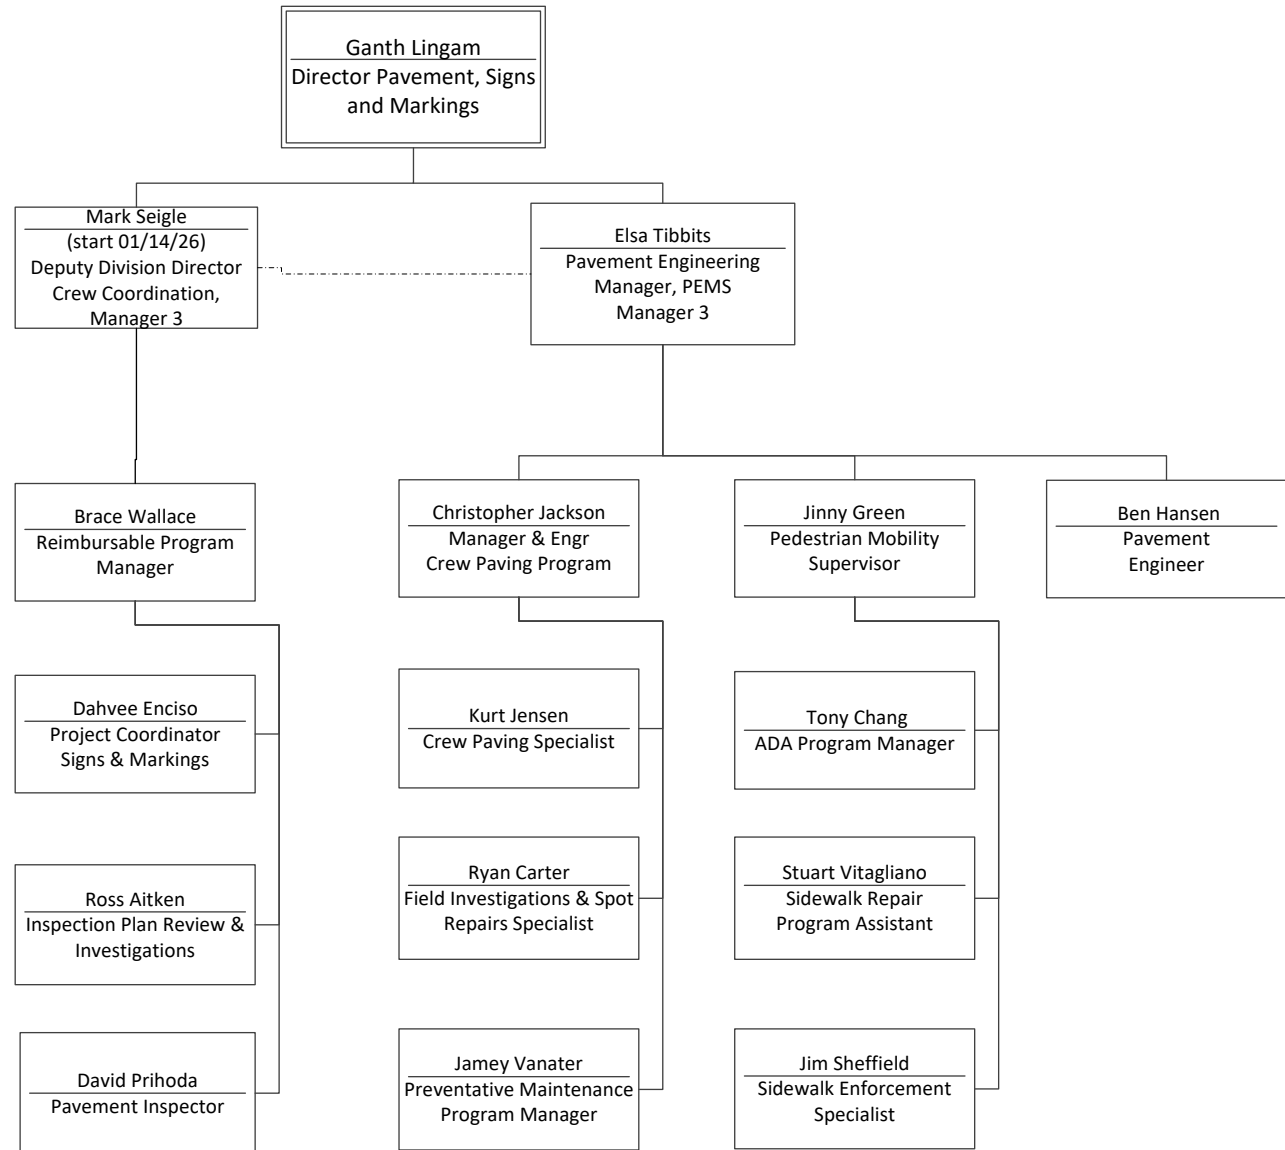 Ganth Lingam
Director Pavement, Signs
and Markings
Mark Seigle
(start 01/14/26)
Deputy Division Director
Crew Coordination,
Manager 3
Elsa Tibbits
Pavement Engineering
Manager, PEMS
Manager 3
Brace Wallace
Reimbursable Program
Manager
Christopher Jackson
Manager & Engr
Crew Paving Program
Jinny Green
Pedestrian Mobility
Supervisor
Ben Hansen
Pavement
Engineer
Dahvee Enciso
Project Coordinator
Signs & Markings
Kurt Jensen
Crew Paving Specialist
Tony Chang
ADA Program Manager
Ross Aitken
Inspection Plan Review &
Investigations
Ryan Carter
Field Investigations & Spot
Repairs Specialist
Stuart Vitagliano
Sidewalk Repair
Program Assistant
David Prihoda
Pavement Inspector
Jamey Vanater
Preventative Maintenance
Program Manager
Jim Sheffield
Sidewalk Enforcement
Specialist